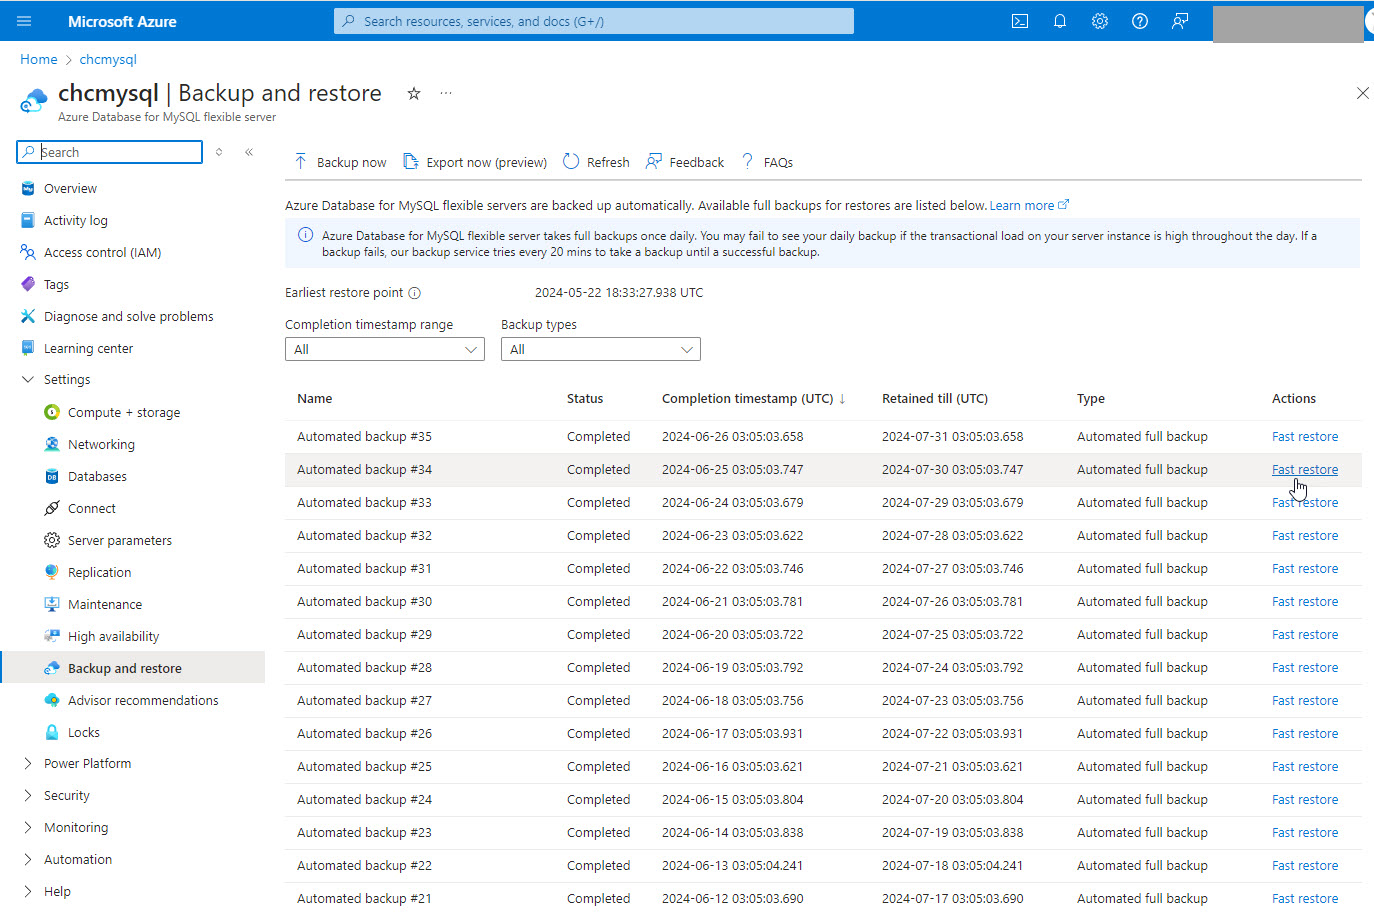 Microsoft Azure
Search resources, services, and docs (G+/)
Home > chcmysql
chcmysql | Backup and restore
Azure Database for MySQL flexible server
Search
Overview
Activity log
Access control (IAM)
Tags
Diagnose and solve problems
Learning center
Settings
Compute + storage
Networking
Databases
Connect
Server parameters
Replication
Maintenance
High availability
Backup and restore
Advisor recommendations
Locks
Power Platform
Security
Monitoring
Automation
Help
Backup now Export now (preview) Refresh Feedback FAQs
Azure Database for MySQL flexible servers are backed up automatically. Available full backups for restores are listed below. Learn more
Azure Database for MySQL flexible server takes full backups once daily. You may fail to see your daily backup if the transactional load on your server instance is high throughout the day. If a
backup fails, our backup service tries every 20 mins to take a backup until a successful backup.
Earliest restore point 2024-05-22 18:33:27.938 UTC
Completion timestamp range Backup types
All All
Name Status Completion timestamp (UTC) ↓ Retained till (UTC) Type Actions
Automated backup #35 Completed 2024-06-26 03:05:03.658 2024-07-31 03:05:03.658 Automated full backup Fast restore
Automated backup #34 Completed 2024-06-25 03:05:03.747 2024-07-30 03:05:03.747 Automated full backup Fast restore
Automated backup #33 Completed 2024-06-24 03:05:03.679 2024-07-29 03:05:03.679 Automated full backup Fast restore
Automated backup #32 Completed 2024-06-23 03:05:03.622 2024-07-28 03:05:03.622 Automated full backup Fast restore
Automated backup #31 Completed 2024-06-22 03:05:03.746 2024-07-27 03:05:03.746 Automated full backup Fast restore
Automated backup #30 Completed 2024-06-21 03:05:03.781 2024-07-26 03:05:03.781 Automated full backup Fast restore
Automated backup #29 Completed 2024-06-20 03:05:03.722 2024-07-25 03:05:03.722 Automated full backup Fast restore
Automated backup #28 Completed 2024-06-19 03:05:03.792 2024-07-24 03:05:03.792 Automated full backup Fast restore
Automated backup #27 Completed 2024-06-18 03:05:03.756 2024-07-23 03:05:03.756 Automated full backup Fast restore
Automated backup #26 Completed 2024-06-17 03:05:03.931 2024-07-22 03:05:03.931 Automated full backup Fast restore
Automated backup #25 Completed 2024-06-16 03:05:03.621 2024-07-21 03:05:03.621 Automated full backup Fast restore
Automated backup #24 Completed 2024-06-15 03:05:03.804 2024-07-20 03:05:03.804 Automated full backup Fast restore
Automated backup #23 Completed 2024-06-14 03:05:03.838 2024-07-19 03:05:03.838 Automated full backup Fast restore
Automated backup #22 Completed 2024-06-13 03:05:04.241 2024-07-18 03:05:04.241 Automated full backup Fast restore
Automated backup #21 Completed 2024-06-12 03:05:03.690 2024-07-17 03:05:03.690 Automated full backup Fast restore